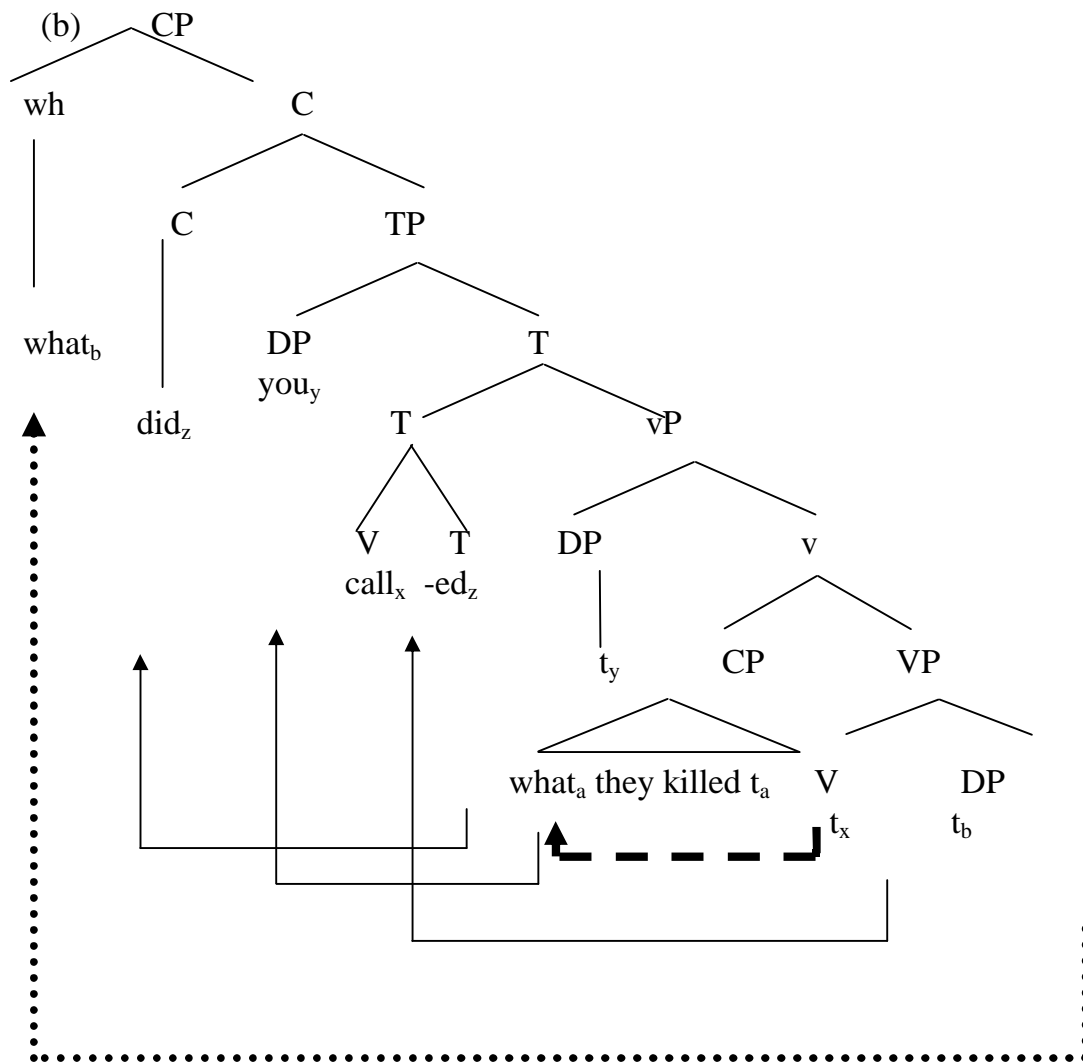 (b) CP
wh C
C TP
what_b DP T
you_y
did_z T vP
V T DP v
call_x -ed_z
t_y CP VP
what_a they killed t_a V DP
t_x t_b